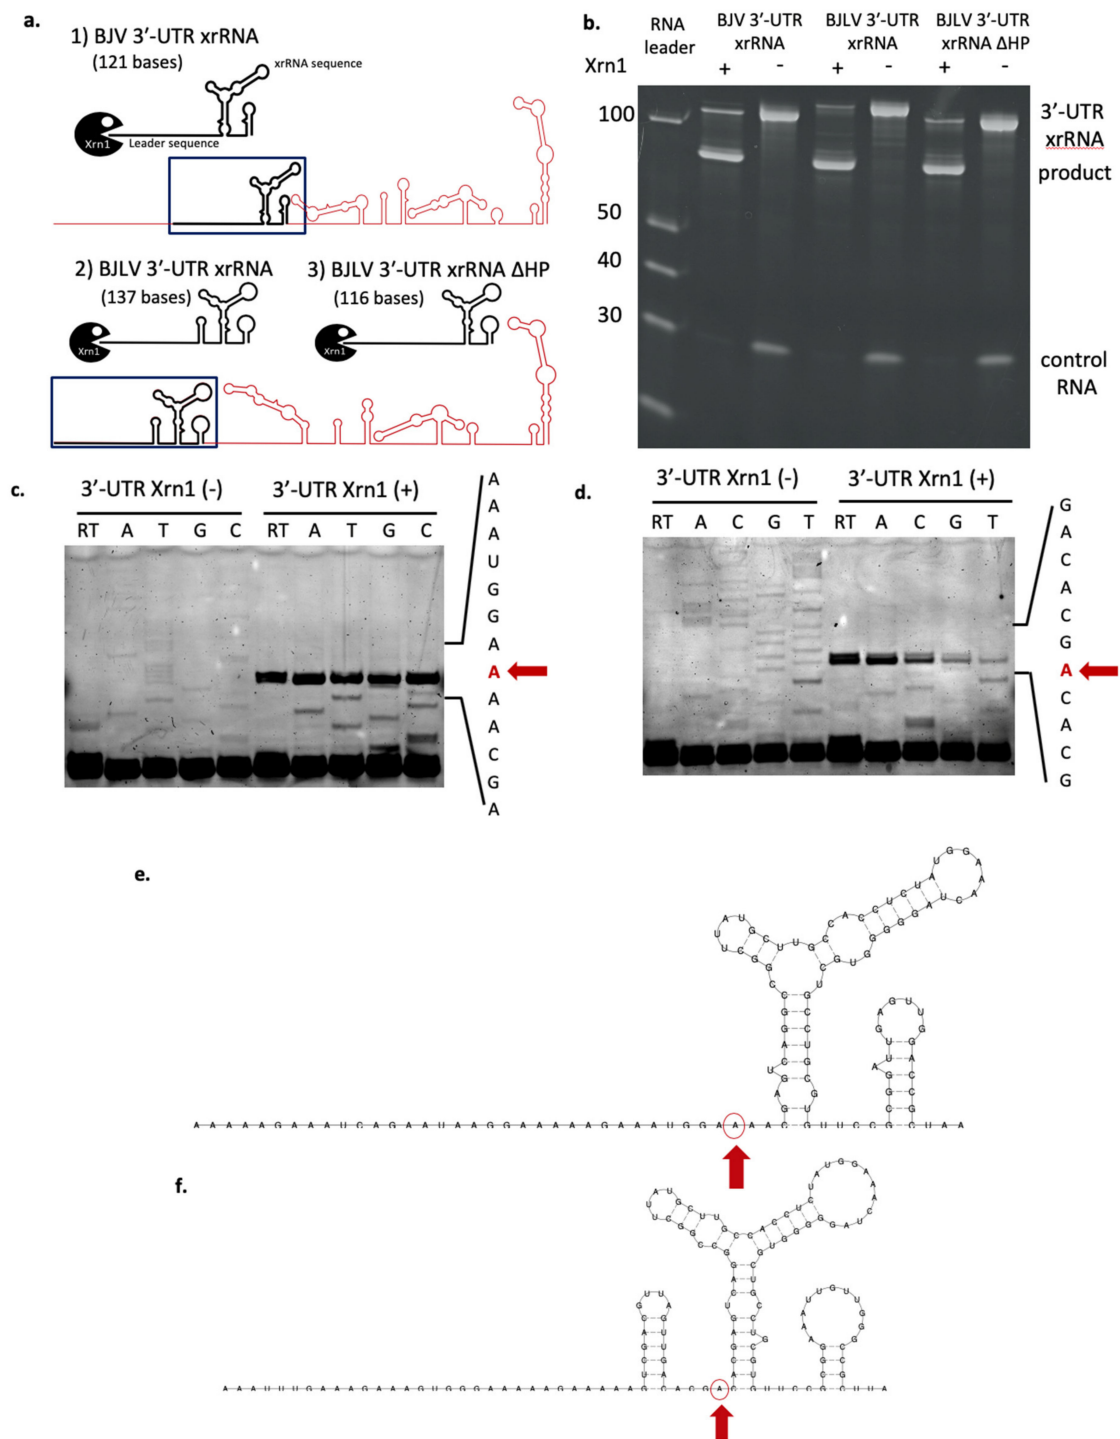 a.
1) BJV 3’-UTR xrRNA
(121 bases)
xrRNA sequence
Xrn1
Leader sequence
2) BJLV 3’-UTR xrRNA
(137 bases)
Xrn1
3) BJLV 3’-UTR xrRNA ΔHP
(116 bases)
Xrn1
b.
RNA leader
BJV 3’-UTR xrRNA
BJLV 3’-UTR xrRNA
BJLV 3’-UTR xrRNA ΔHP
Xrn1 + - + - + -
100
50
40
30
3’-UTR
xrRNA
product
control
RNA
c.
3’-UTR Xrn1 (-)
3’-UTR Xrn1 (+)
RT A T G C RT A T G C
A
A
A
U
G
G
A
A
A
A
C
G
A
d.
3’-UTR Xrn1 (-)
3’-UTR Xrn1 (+)
RT A C G T RT A C G T
G
A
C
A
C
G
A
C
A
C
G
e.
f.